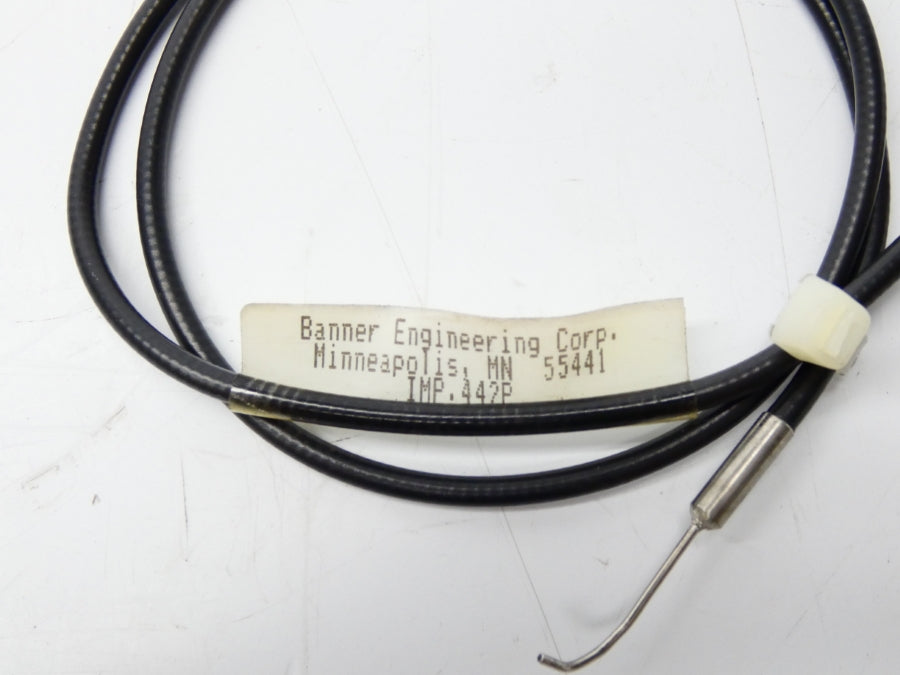 Banner Engineering Corp.
Minneapolis, MN 55441
IMP.442P